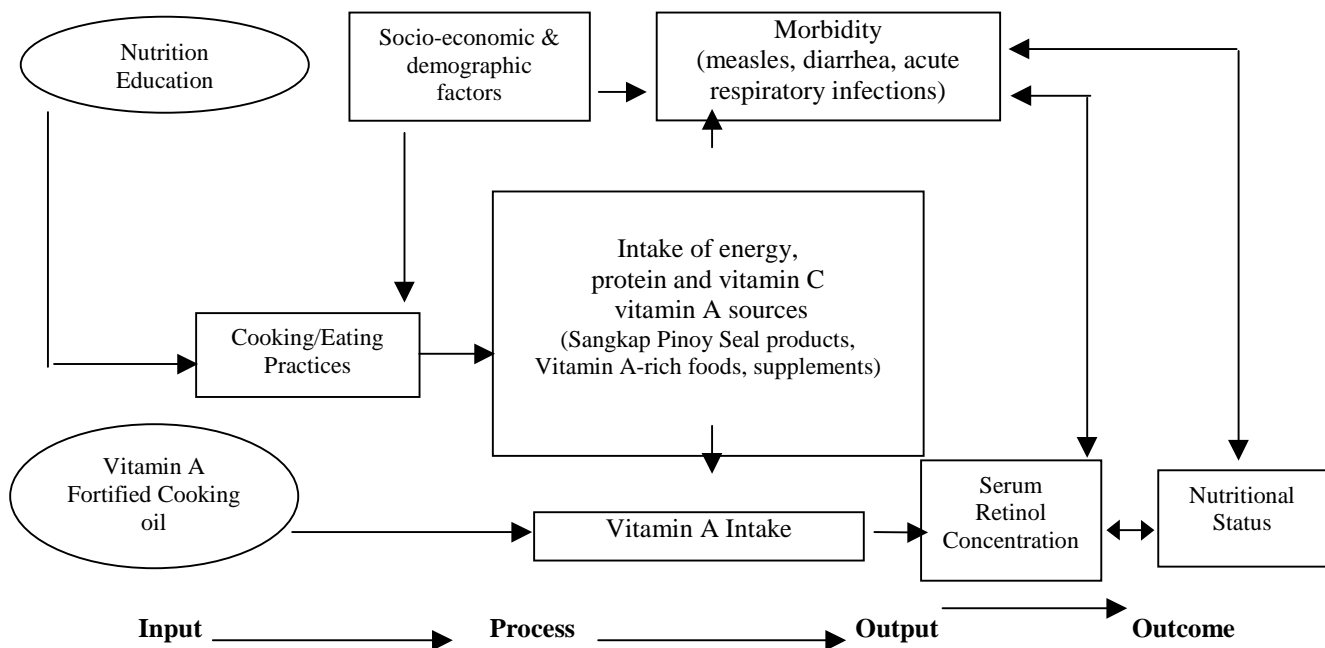 Nutrition
Education
Socio-economic &
demographic
factors
Morbidity
(measles, diarrhea, acute
respiratory infections)
Intake of energy,
protein and vitamin C
vitamin A sources
(Sangkap Pinoy Seal products,
Vitamin A-rich foods, supplements)
Cooking/Eating
Practices
Vitamin A
Fortified Cooking
oil
Vitamin A Intake
Serum
Retinol
Concentration
Nutritional
Status
Input Process Output Outcome